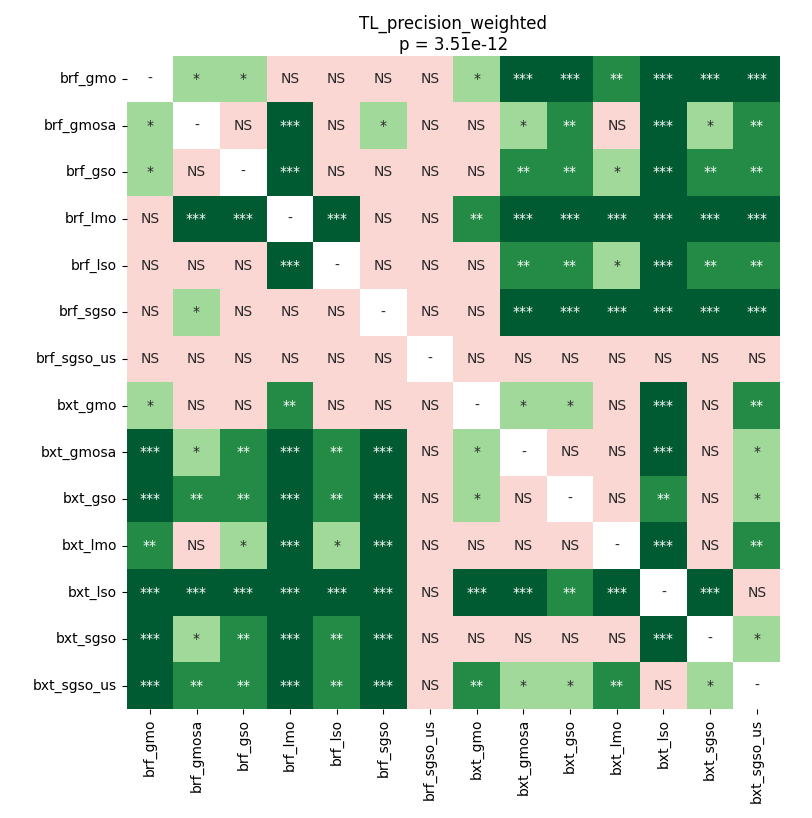 TL_precision_weighted
p = 3.51e-12
brf_gmo - * * NS NS NS NS * *** *** ** *** *** ***
brf_gmosa * - NS *** NS * NS NS * ** NS *** * **
brf_gso * NS - *** NS NS NS NS ** ** * *** ** **
brf_lmo NS *** *** - *** NS NS ** *** *** *** *** *** ***
brf_lso NS NS NS *** - NS NS NS ** ** * *** ** **
brf_sgso NS * NS NS NS - NS NS *** *** *** *** *** ***
brf_sgso_us NS NS NS NS NS NS - NS NS NS NS NS NS NS
bxt_gmo * NS NS ** NS NS NS - * * NS *** NS **
bxt_gmosa *** * ** *** ** *** NS * - NS NS *** NS *
bxt_gso *** ** ** *** ** *** NS * NS - NS ** NS *
bxt_lmo ** NS * *** * *** NS NS NS NS - *** NS **
bxt_lso *** *** *** *** *** *** NS *** *** ** *** - *** NS
bxt_sgso *** * ** *** ** *** NS NS NS NS NS *** - *
bxt_sgso_us *** ** ** *** ** *** NS ** * * ** NS * -
brf_gmo brf_gmosa brf_gso brf_lmo brf_lso brf_sgso brf_sgso_us bxt_gmo bxt_gmosa bxt_gso bxt_lmo bxt_lso bxt_sgso bxt_sgso_us